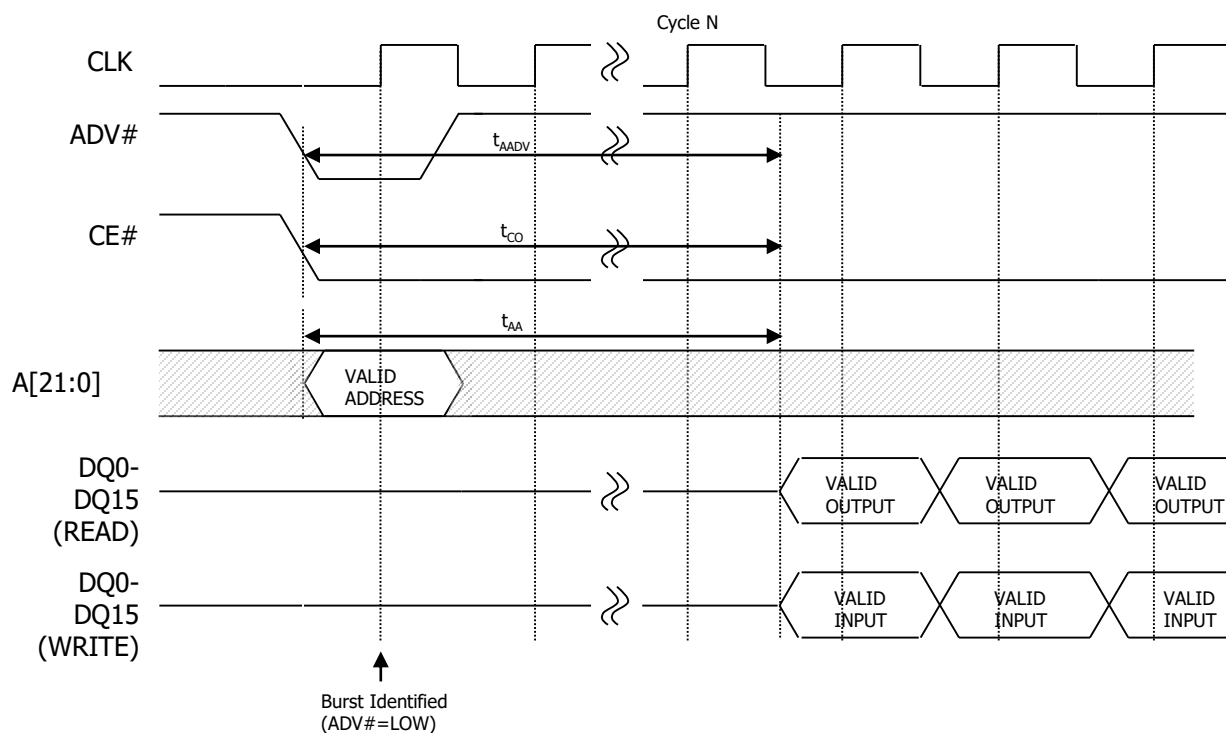 Cycle N
CLK
ADV#
tAADV
CE#
tCO
tAA
A[21:0]
VALID
ADDRESS
DQ0-
DQ15
(READ)
VALID
OUTPUT
VALID
OUTPUT
VALID
OUTPUT
DQ0-
DQ15
(WRITE)
VALID
INPUT
VALID
INPUT
VALID
INPUT
Burst Identified
(ADV#=LOW)